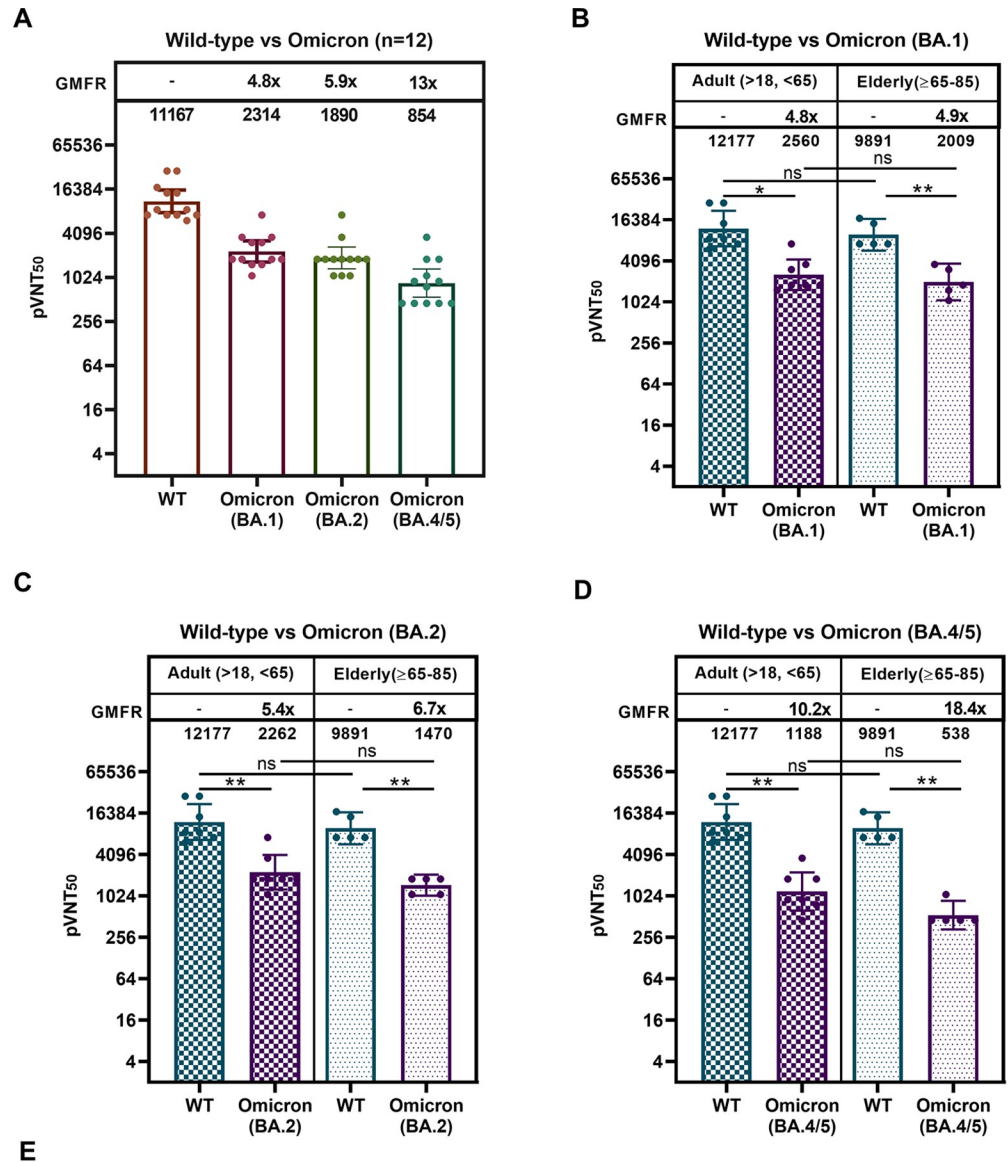 A
Wild-type vs Omicron (n=12)
GMFR - 4.8x 5.9x 13x
11167 2314 1890 854
pVNT50
65536
16384
4096
1024
256
64
16
4
WT Omicron (BA.1) Omicron (BA.2) Omicron (BA.4/5)
B
Wild-type vs Omicron (BA.1)
Adult (>18, <65) Elderly(≥65-85)
GMFR - 4.8x - 4.9x
12177 2560 9891 2009
ns
ns
* **
pVNT50
65536
16384
4096
1024
256
64
16
4
WT Omicron (BA.1) WT Omicron (BA.1)
C
Wild-type vs Omicron (BA.2)
Adult (>18, <65) Elderly(≥65-85)
GMFR - 5.4x - 6.7x
12177 2262 9891 1470
ns
ns
** **
pVNT50
65536
16384
4096
1024
256
64
16
4
WT Omicron (BA.2) WT Omicron (BA.2)
D
Wild-type vs Omicron (BA.4/5)
Adult (>18, <65) Elderly(≥65-85)
GMFR - 10.2x - 18.4x
12177 1188 9891 538
ns
ns
** **
pVNT50
65536
16384
4096
1024
256
64
16
4
WT Omicron (BA.4/5) WT Omicron (BA.4/5)
E